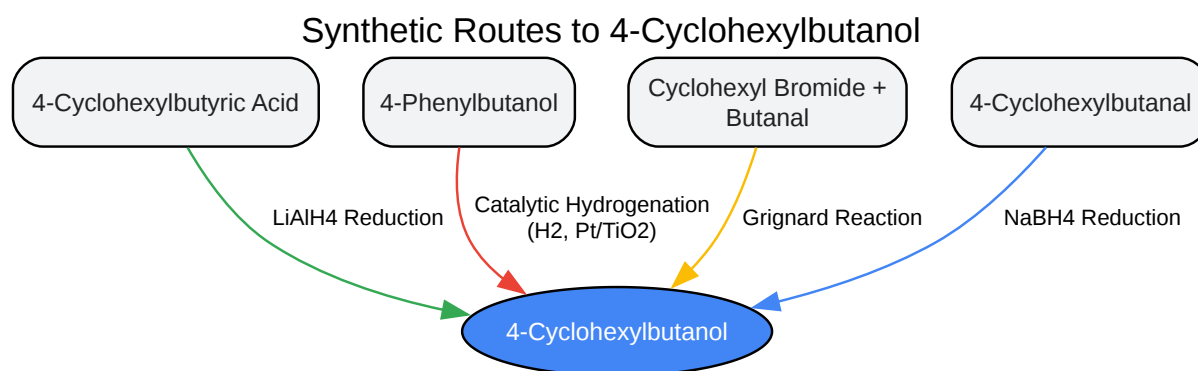 Synthetic Routes to 4-Cyclohexylbutanol
4-Cyclohexylbutyric Acid
4-Phenylbutanol
Cyclohexyl Bromide +
Butanal
4-Cyclohexylbutanal
LiAlH4 Reduction
Catalytic Hydrogenation
(H2, Pt/TiO2)
Grignard Reaction
NaBH4 Reduction
4-Cyclohexylbutanol